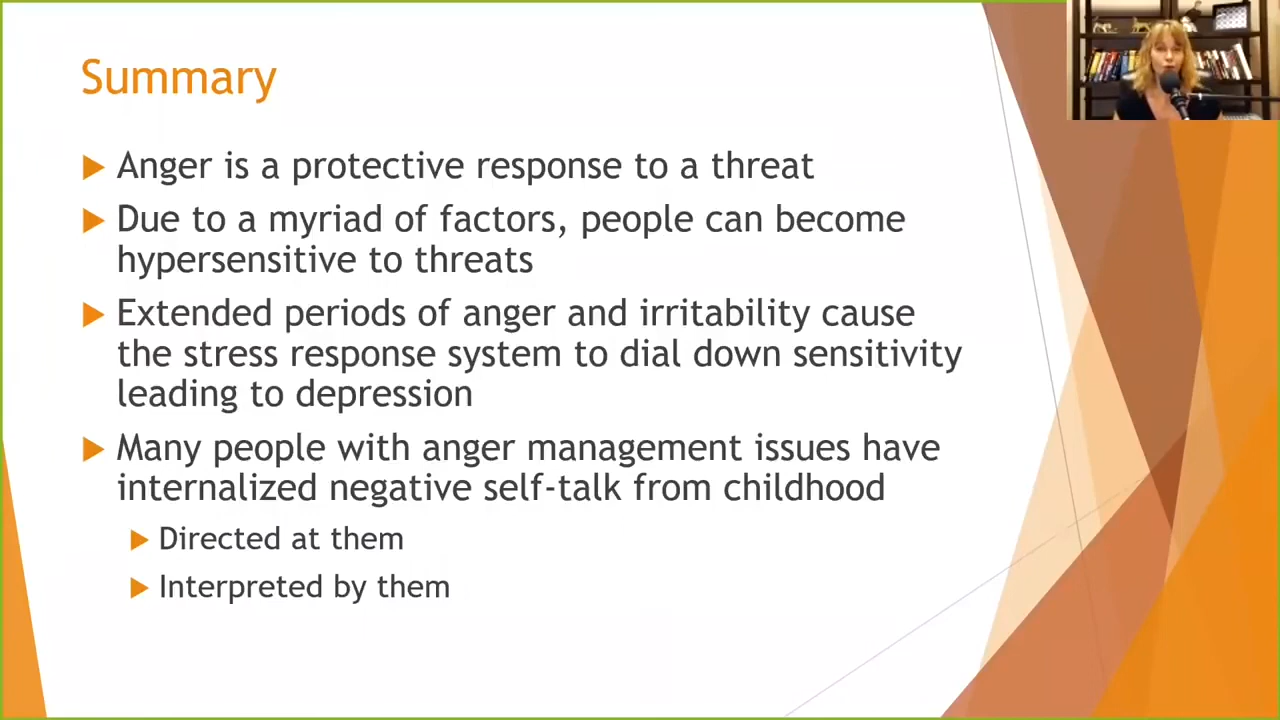 Summary
Anger is a protective response to a threat
Due to a myriad of factors, people can become
hypersensitive to threats
Extended periods of anger and irritability cause
the stress response system to dial down sensitivity
leading to depression
Many people with anger management issues have
internalized negative self-talk from childhood
Directed at them
Interpreted by them